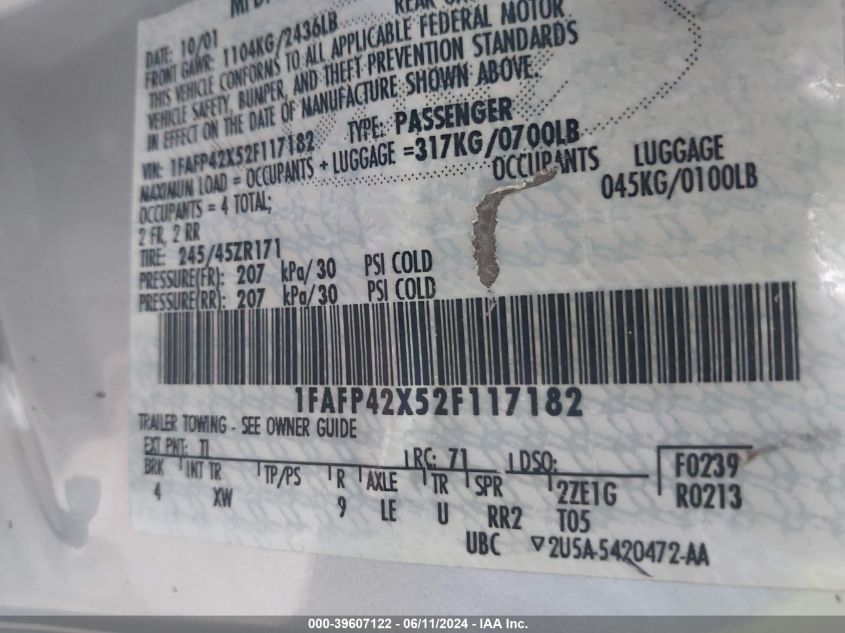 DATE: 10/01
FRONT GAWR: 1104KG/2436LB
THIS VEHICLE CONFORMS TO ALL APPLICABLE FEDERAL MOTOR
VEHICLE SAFETY, BUMPER, AND THEFT PREVENTION STANDARDS
IN EFFECT ON THE DATE OF MANUFACTURE SHOWN ABOVE.
VIN: 1FAFP42X52F117182 TYPE: PASSENGER
MAXIMUN LOAD = OCCUPANTS + LUGGAGE =317KG/0700LB
OCCUPANTS LUGGAGE
OCCUPANTS = 4 TOTAL; 045KG/0100LB
2 FR, 2 RR
TIRE: 245/45ZR171
PRESSURE(FR): 207 kPa/30 PSI COLD
PRESSURE(RR): 207 kPa/30 PSI COLD
1FAFP42X52F117182
TRAILER TOWING - SEE OWNER GUIDE
EXT PNT: TI RC: 71 DSO: F0239
BRK INT TR TP/PS R AXLE TR SPR 2ZE1G R0213
4 XW 9 LE U RR2 T05
UBC ▽2U5A-5420472-AA
000-39607122 - 06/11/2024 - IAA Inc.